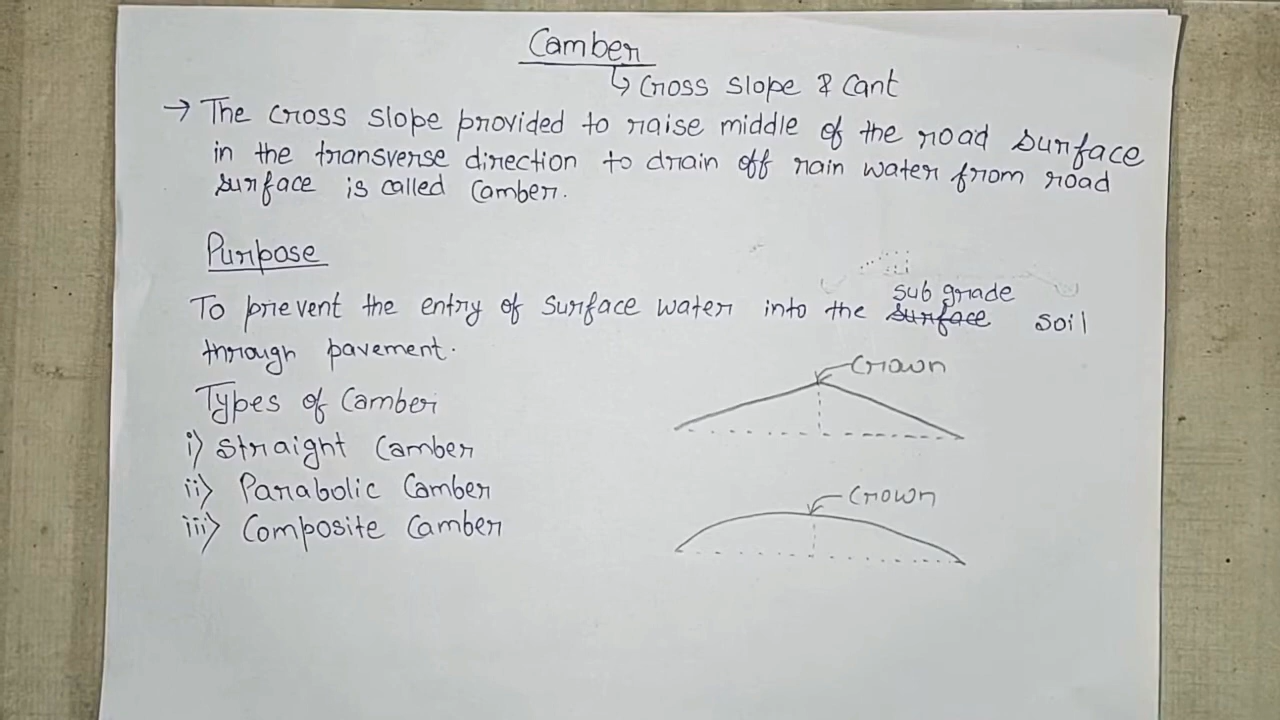 Camber
↳ Cross slope & Cant
→ The cross slope provided to raise middle of the road surface
in the transverse direction to drain off rain water from road
surface is called Camber.
Purpose
To prevent the entry of surface water into the sub grade soil
surface
through pavement.
Types of Camber
i) Straight Camber
ii) Parabolic Camber
iii) Composite Camber
Crown
Crown